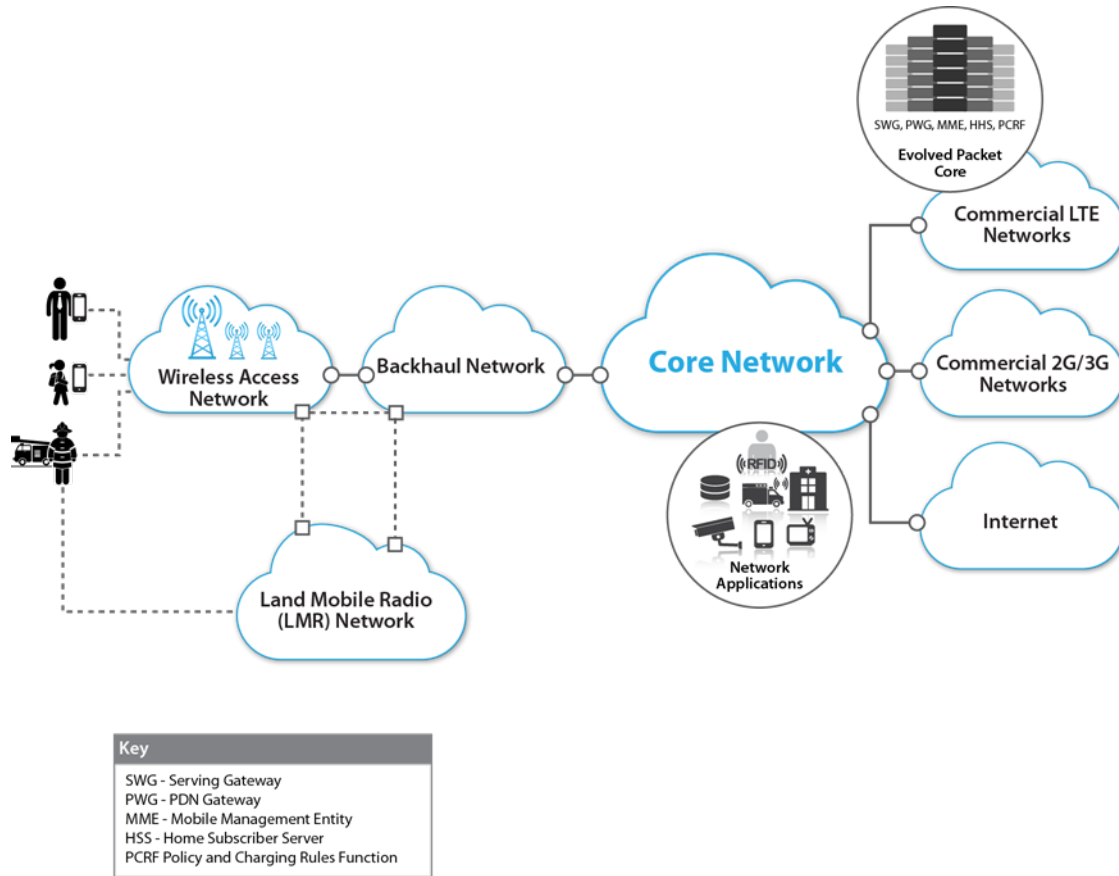 SWG, PWG, MME, HHS, PCRF
Evolved Packet
Core
Commercial LTE
Networks
Core Network
Commercial 2G/3G
Networks
Backhaul Network
Wireless Access
Network
RFID
Network
Applications
Internet
Land Mobile Radio
(LMR) Network
Key
SWG - Serving Gateway
PWG - PDN Gateway
MME - Mobile Management Entity
HSS - Home Subscriber Server
PCRF Policy and Charging Rules Function